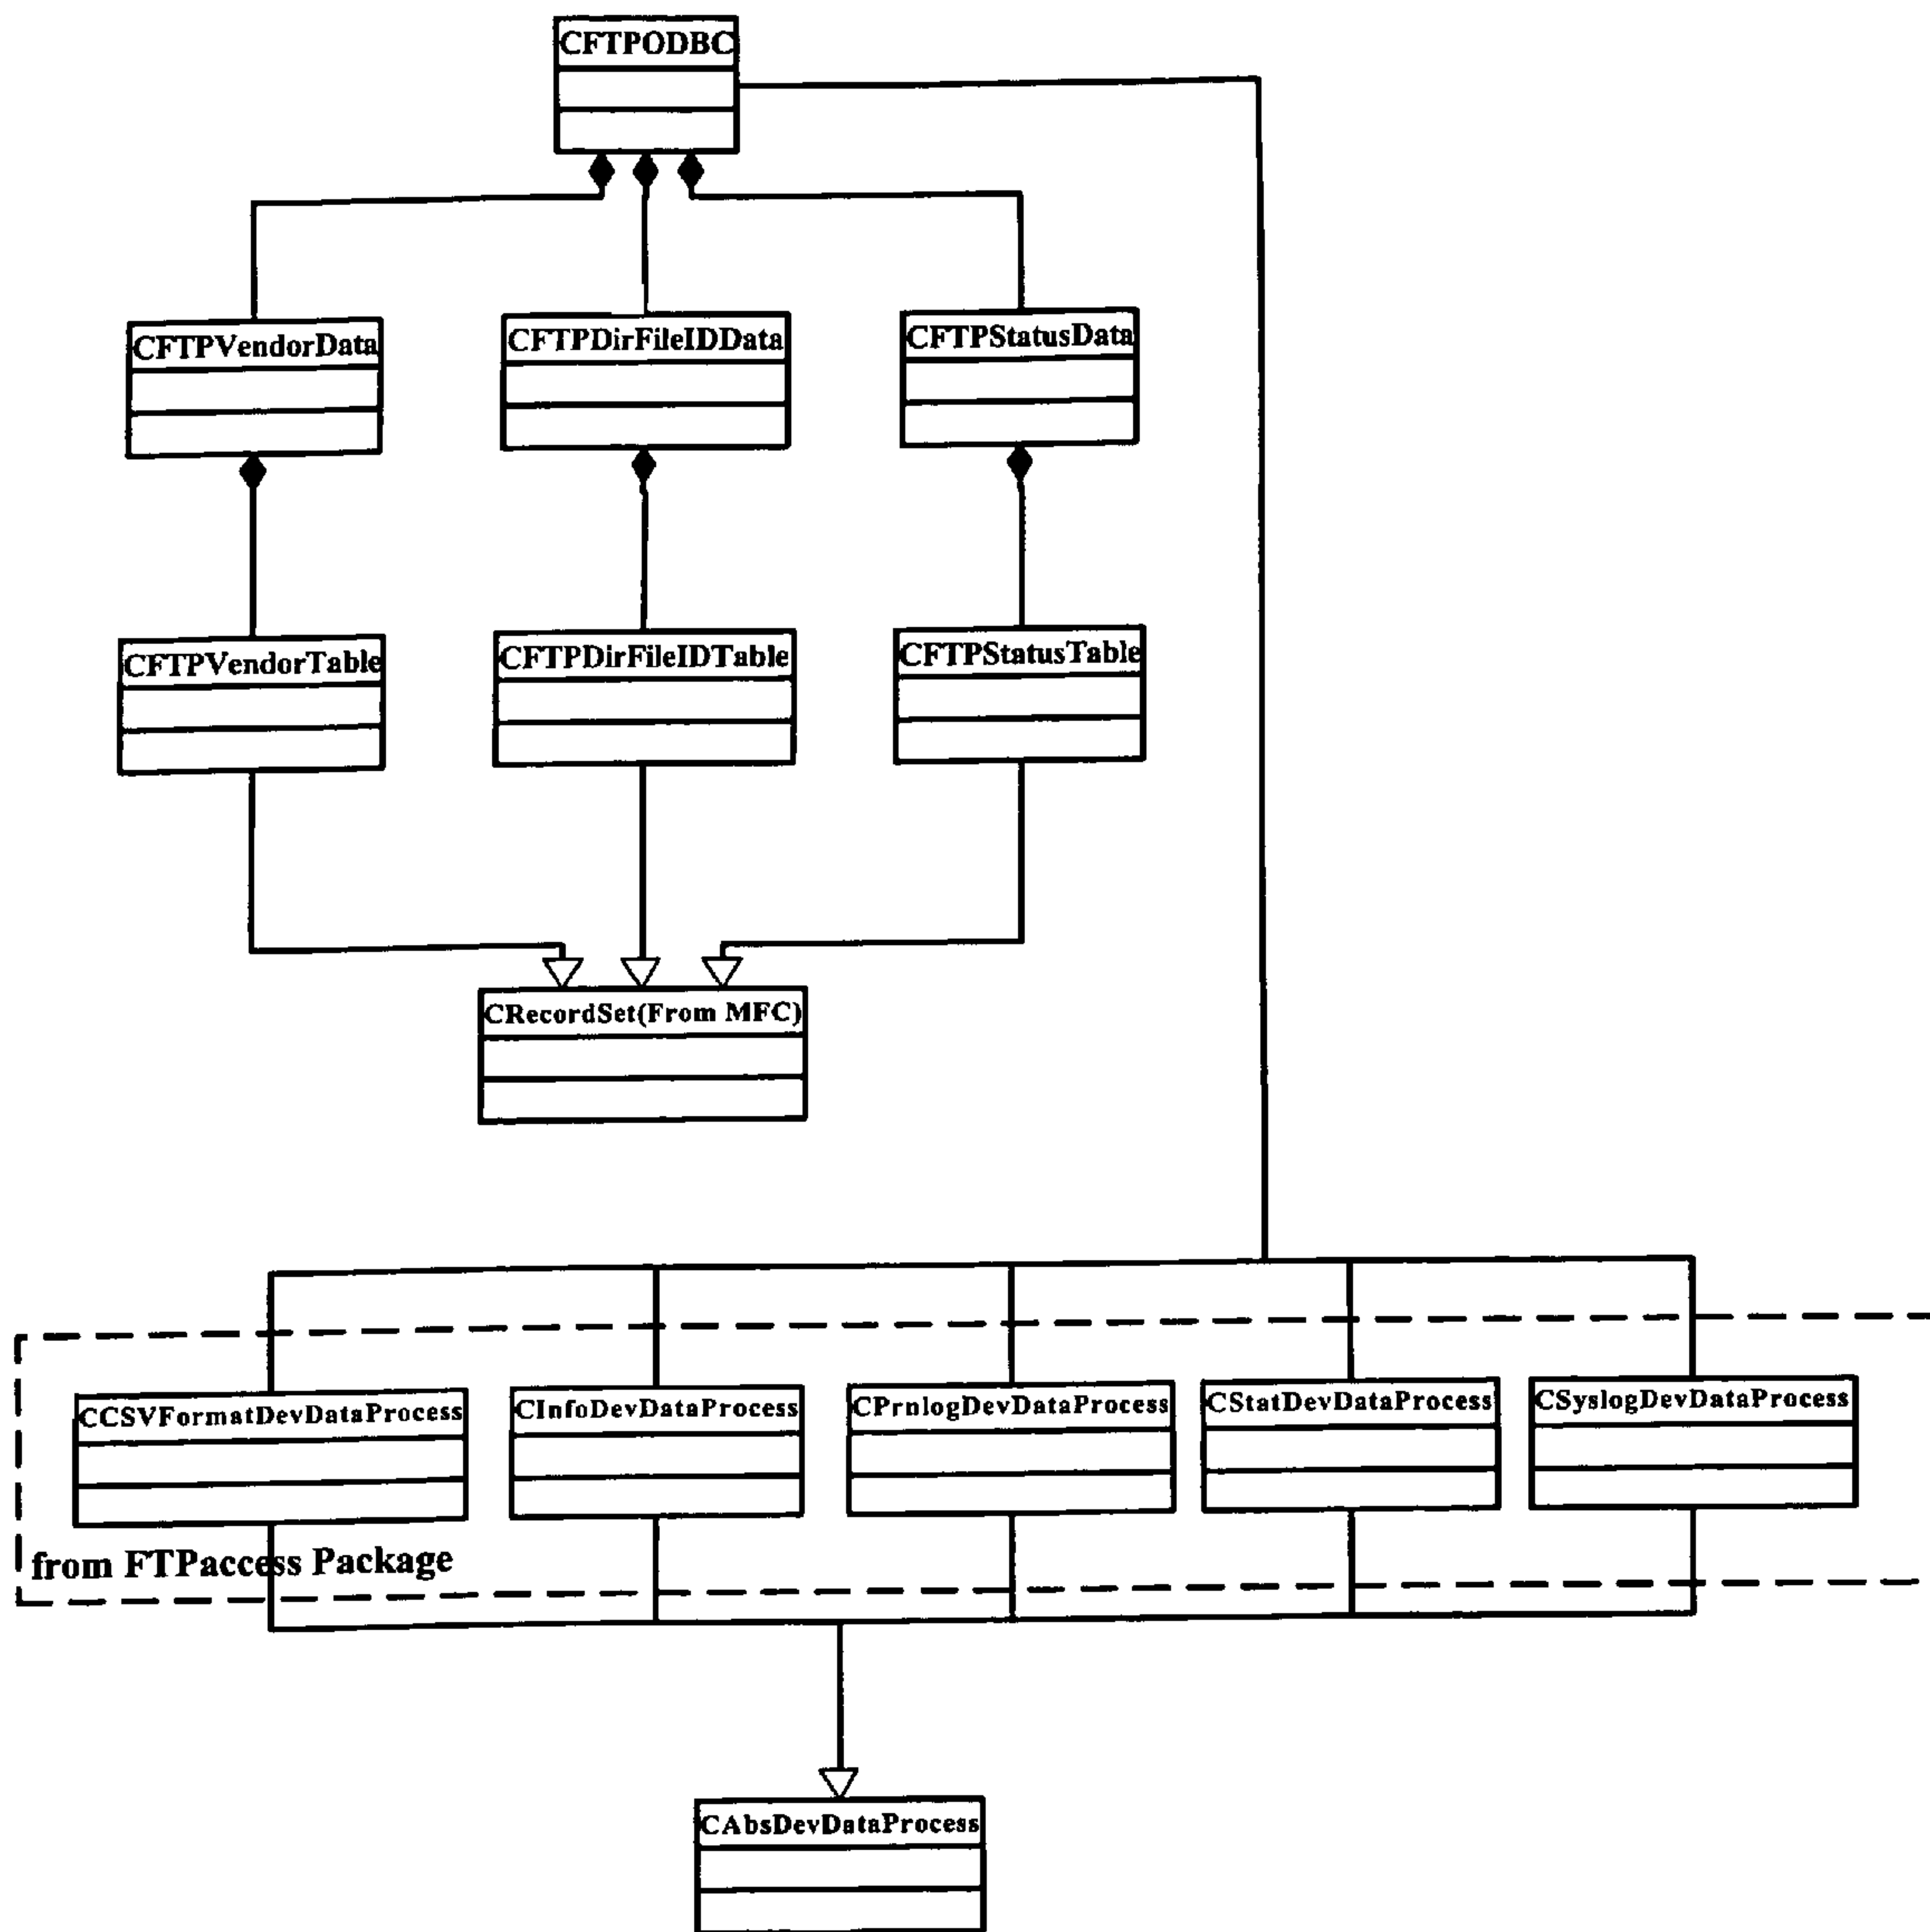 CFTPODBC
CFTPVendorData
CFTPDirFileIDData
CFTPStatusData
CFTPVendorTable
CFTPDirFileIDTable
CFTPStatusTable
CRecordSet(From MFC)
CCSVFormatDevDataProcess
CInfoDevDataProcess
CPrnlogDevDataProcess
CStatDevDataProcess
CSyslogDevDataProcess
from FTPaccess Package
CAbsDevDataProcess